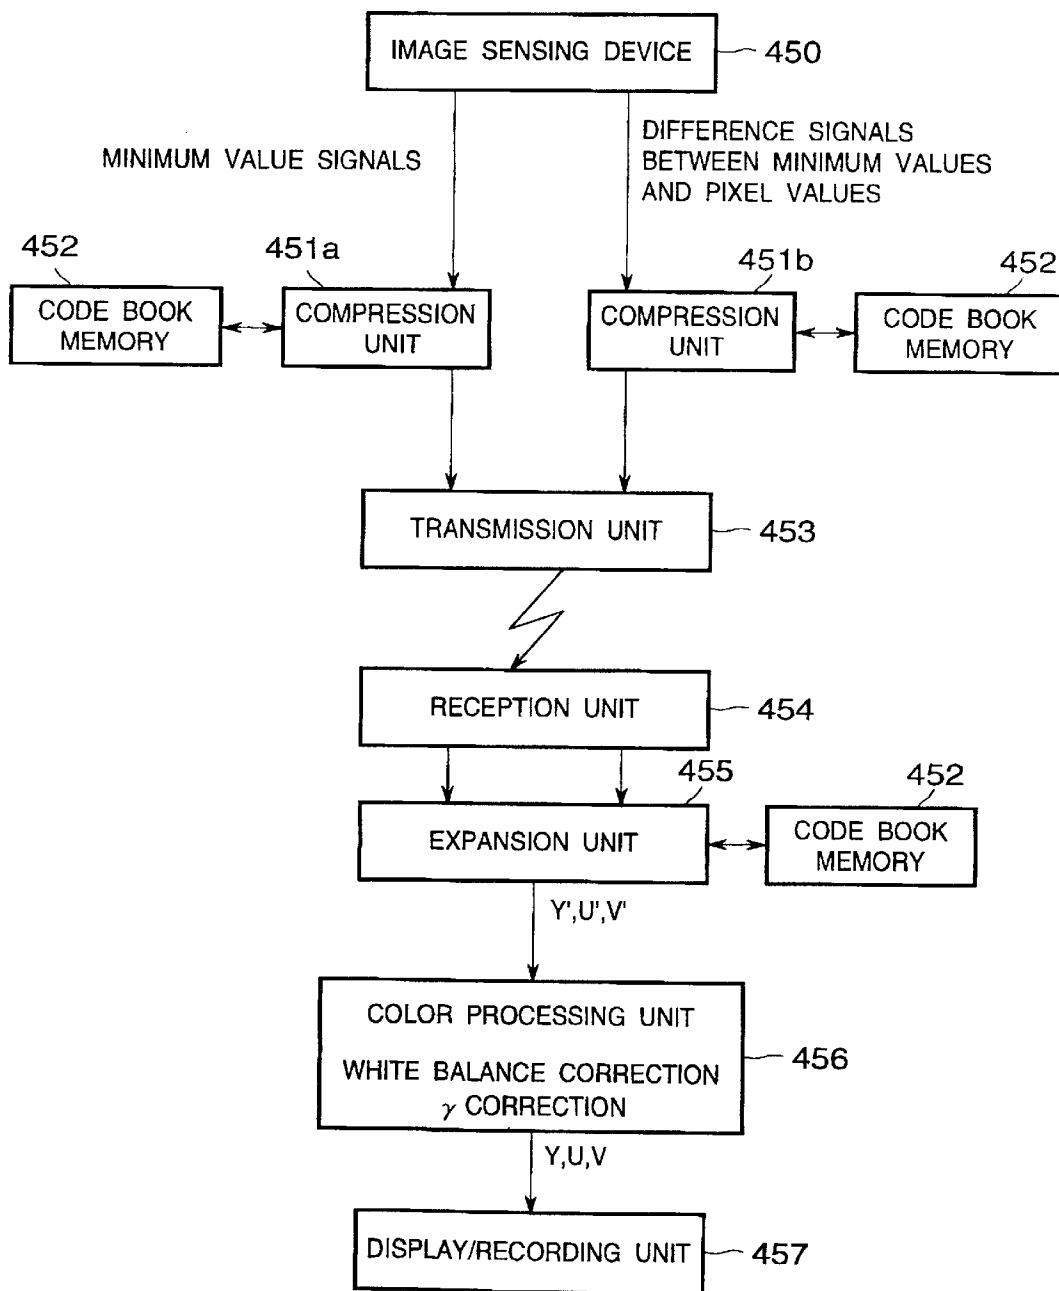 IMAGE SENSING DEVICE
450
MINIMUM VALUE SIGNALS
DIFFERENCE SIGNALS
BETWEEN MINIMUM VALUES
AND PIXEL VALUES
452
451a
451b
452
CODE BOOK
MEMORY
COMPRESSION
UNIT
COMPRESSION
UNIT
CODE BOOK
MEMORY
TRANSMISSION UNIT
453
RECEPTION UNIT
454
455
452
EXPANSION UNIT
CODE BOOK
MEMORY
Y',U',V'
COLOR PROCESSING UNIT
WHITE BALANCE CORRECTION
γ CORRECTION
456
Y,U,V
DISPLAY/RECORDING UNIT
457